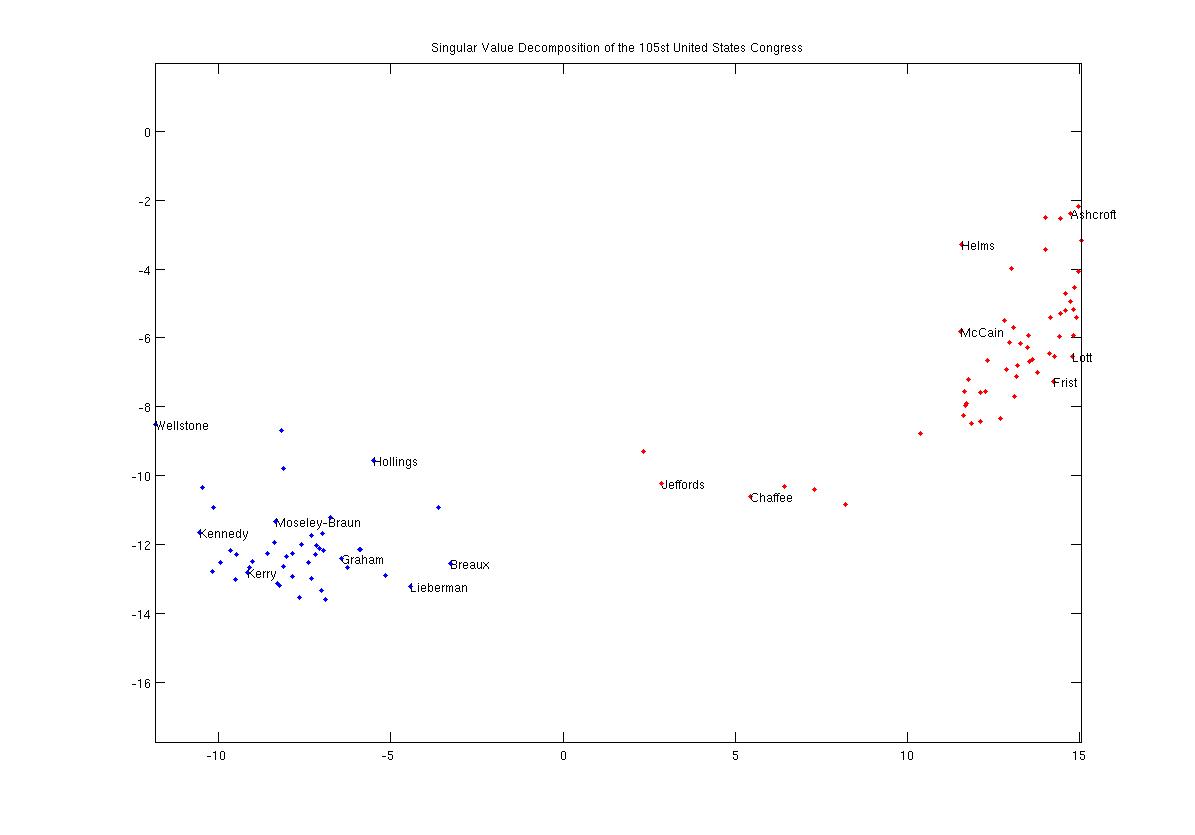 Singular Value Decomposition of the 105st United States Congress
0
-2
Ashcroft
Helms
-4
-6
McCain
Lott
Frist
-8
Wellstone
Hollings
-10
Jeffords
Chaffee
Moseley-Braun
Kennedy
-12
Graham
Breaux
Kerry
Lieberman
-14
-16
-10 -5 0 5 10 15